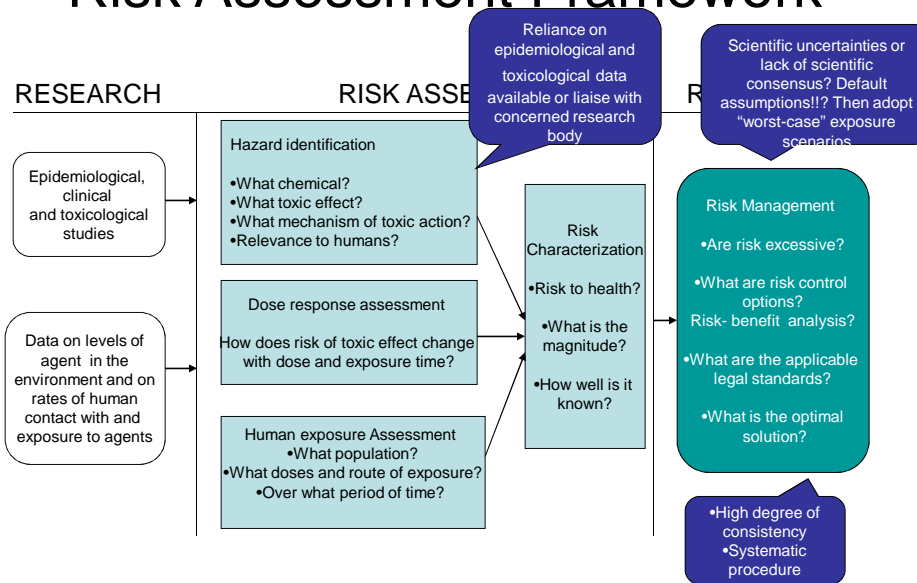 Risk Assessment Framework
RESEARCH
RISK ASSE
R
Reliance on
epidemiological and
toxicological data
available or liaise with
concerned research
body
Scientific uncertainties or
lack of scientific
consensus? Default
assumptions!!? Then adopt
“worst-case” exposure
scenarios
Epidemiological,
clinical
and toxicological
studies
Data on levels of
agent in the
environment and on
rates of human
contact with and
exposure to agents
Hazard identification
•What chemical?
•What toxic effect?
•What mechanism of toxic action?
•Relevance to humans?
Dose response assessment
How does risk of toxic effect change
with dose and exposure time?
Human exposure Assessment
•What population?
•What doses and route of exposure?
•Over what period of time?
Risk
Characterization
•Risk to health?
•What is the
magnitude?
•How well is it
known?
Risk Management
•Are risk excessive?
•What are risk control
options?
Risk- benefit analysis?
•What are the applicable
legal standards?
•What is the optimal
solution?
•High degree of
consistency
•Systematic
procedure